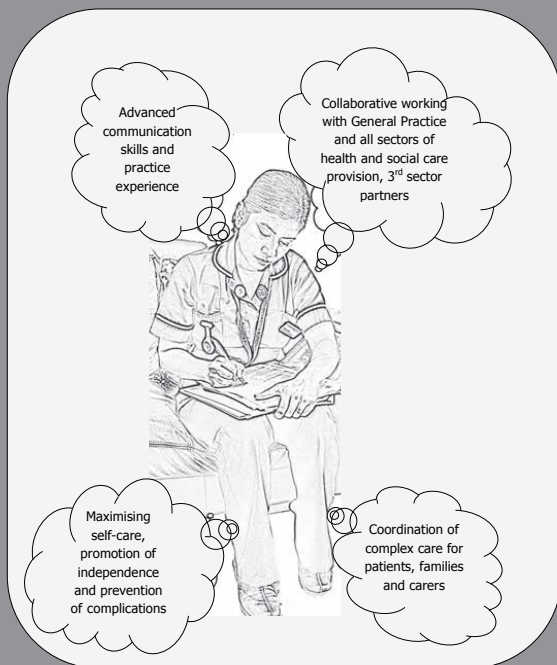 Advanced
communication
skills and
practice
experience
Collaborative working
with General Practice
and all sectors of
health and social care
provision, 3rd sector
partners
Maximising
self-care,
promotion of
independence
and prevention
of complications
Coordination of
complex care for
patients, families
and carers